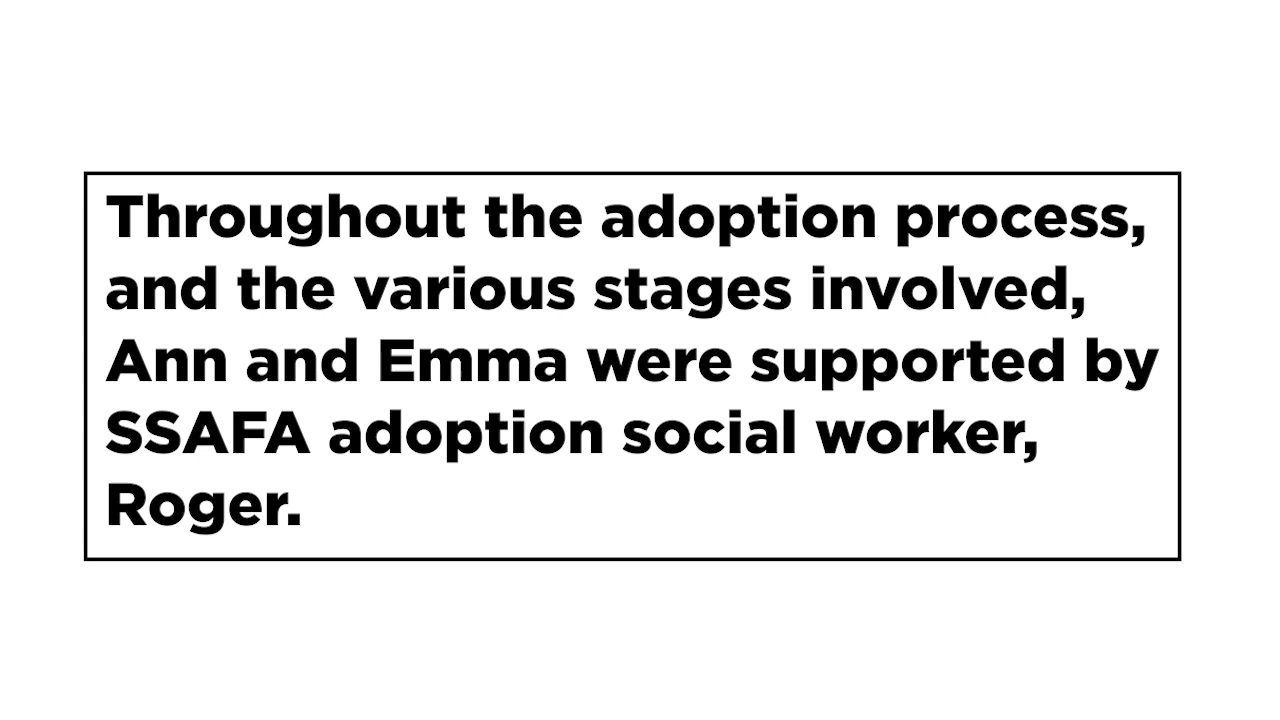 Throughout the adoption process,
and the various stages involved,
Ann and Emma were supported by
SSAFA adoption social worker,
Roger.